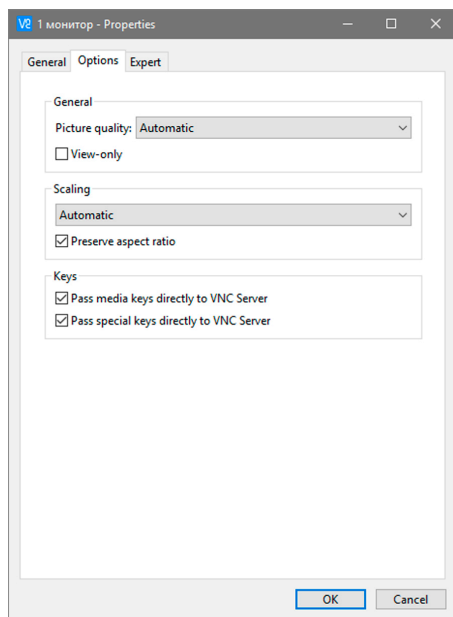 1 монитор - Properties
General Options Expert
General
Picture quality: Automatic
View-only
Scaling
Automatic
Preserve aspect ratio
Keys
Pass media keys directly to VNC Server
Pass special keys directly to VNC Server
OK Cancel